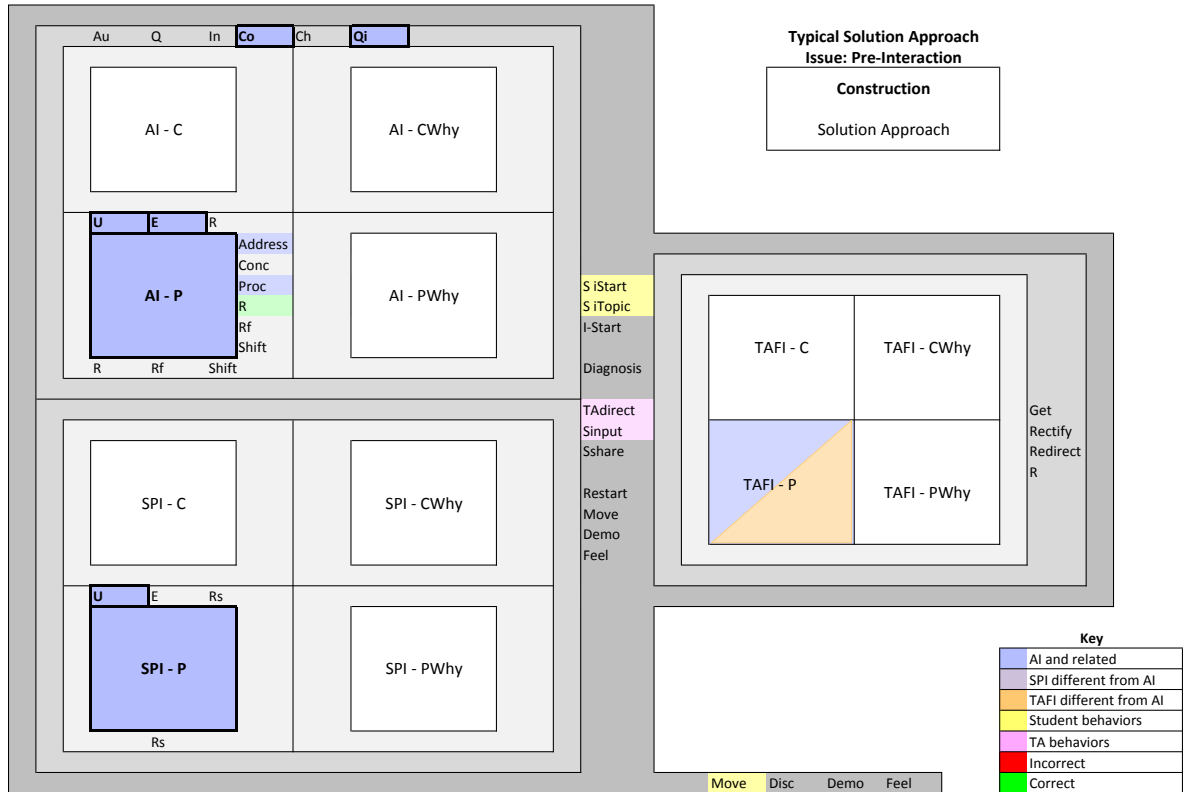 Au Q In Co Ch Qi
Typical Solution Approach
Issue: Pre-Interaction
Construction
Solution Approach
AI - C
AI - CWhy
U E R
Address
Conc
Proc
R
Rf
Shift
AI - P
AI - PWhy
R Rf Shift
S iStart
S iTopic
I-Start
Diagnosis
TAdirect
Sinput
Sshare
Restart
Move
Demo
Feel
TAFI - C
TAFI - CWhy
TAFI - P
TAFI - PWhy
Get
Rectify
Redirect
R
SPI - C
SPI - CWhy
U E Rs
SPI - P
SPI - PWhy
Rs
Key
AI and related
SPI different from AI
TAFI different from AI
Student behaviors
TA behaviors
Incorrect
Correct
Move Disc Demo Feel